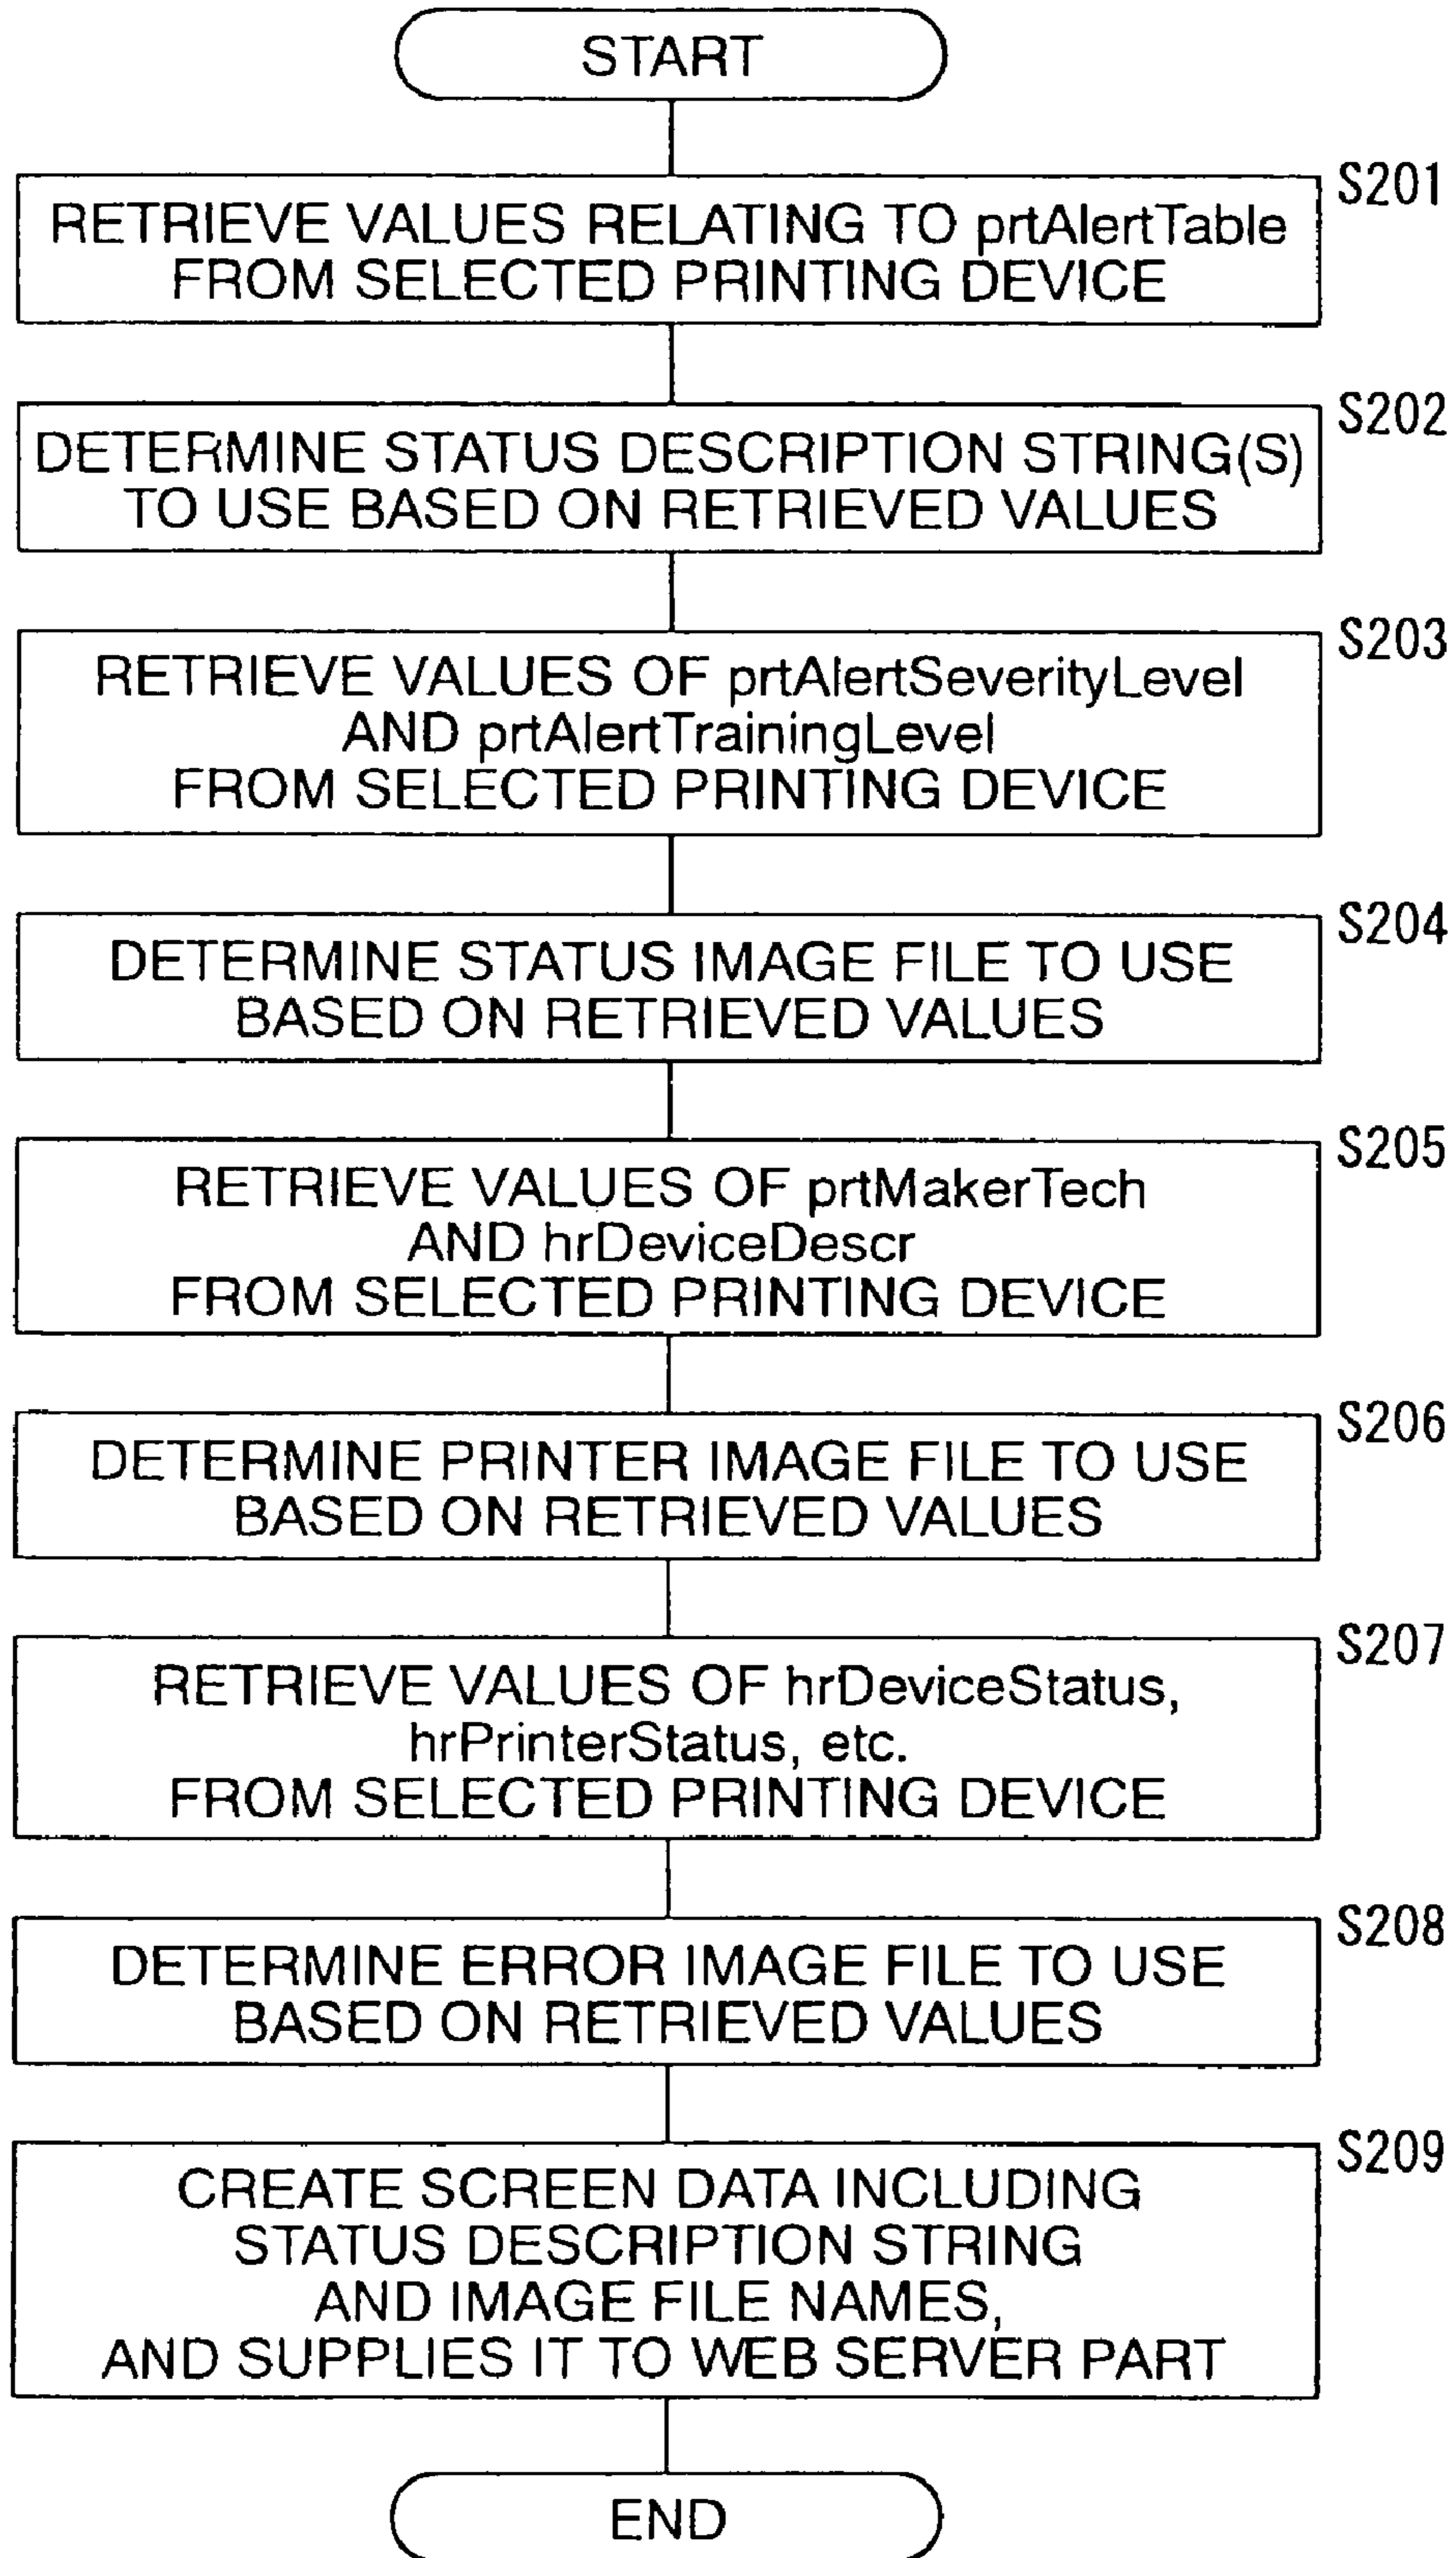 START
S201
RETRIEVE VALUES RELATING TO prtAlertTable
FROM SELECTED PRINTING DEVICE
S202
DETERMINE STATUS DESCRIPTION STRING(S)
TO USE BASED ON RETRIEVED VALUES
S203
RETRIEVE VALUES OF prtAlertSeverityLevel
AND prtAlertTrainingLevel
FROM SELECTED PRINTING DEVICE
S204
DETERMINE STATUS IMAGE FILE TO USE
BASED ON RETRIEVED VALUES
S205
RETRIEVE VALUES OF prtMakerTech
AND hrDeviceDescr
FROM SELECTED PRINTING DEVICE
S206
DETERMINE PRINTER IMAGE FILE TO USE
BASED ON RETRIEVED VALUES
S207
RETRIEVE VALUES OF hrDeviceStatus,
hrPrinterStatus, etc.
FROM SELECTED PRINTING DEVICE
S208
DETERMINE ERROR IMAGE FILE TO USE
BASED ON RETRIEVED VALUES
S209
CREATE SCREEN DATA INCLUDING
STATUS DESCRIPTION STRING
AND IMAGE FILE NAMES,
AND SUPPLIES IT TO WEB SERVER PART
END